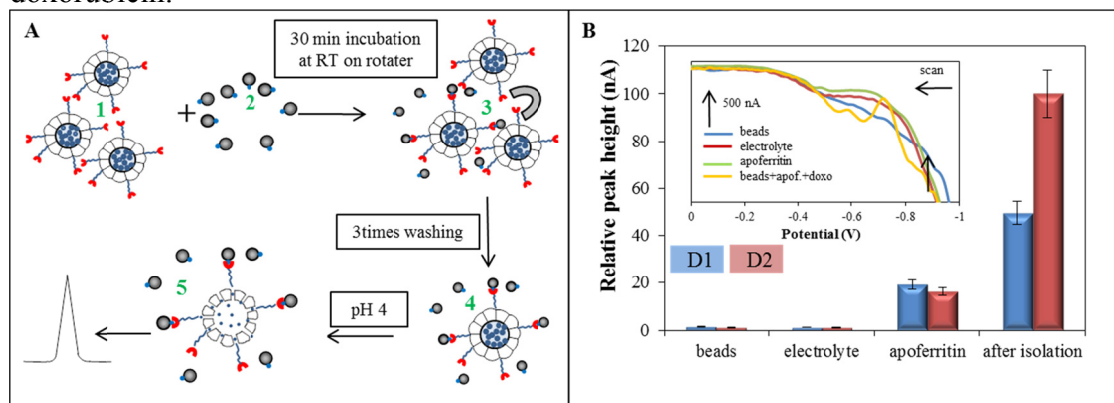 doxorubicin.
A
30 min incubation
at RT on rotater
1
+
2
3
3times washing
4
pH 4
5
B
Relative peak height (nA)
120
100
80
60
40
20
0
scan
500 nA
beads
electrolyte
apoferritin
beads+apof.+doxo
0
-0.2
-0.4
-0.6
-0.8
-1
Potential (V)
D1
D2
beads
electrolyte
apoferritin
after isolation